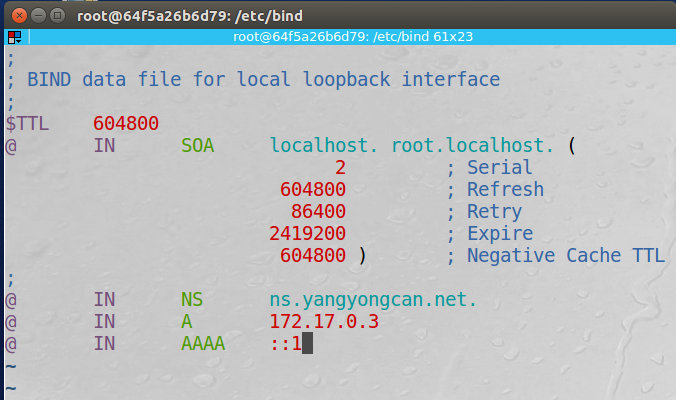 root@64f5a26b6d79: /etc/bind
root@64f5a26b6d79: /etc/bind 61x23
;
; BIND data file for local loopback interface
;
$TTL    604800
@       IN      SOA     localhost. root.localhost. (
                              2         ; Serial
                         604800         ; Refresh
                          86400         ; Retry
                        2419200         ; Expire
                         604800 )       ; Negative Cache TTL
;
@       IN      NS      ns.yangyongcan.net.
@       IN      A       172.17.0.3
@       IN      AAAA    ::1
~
~